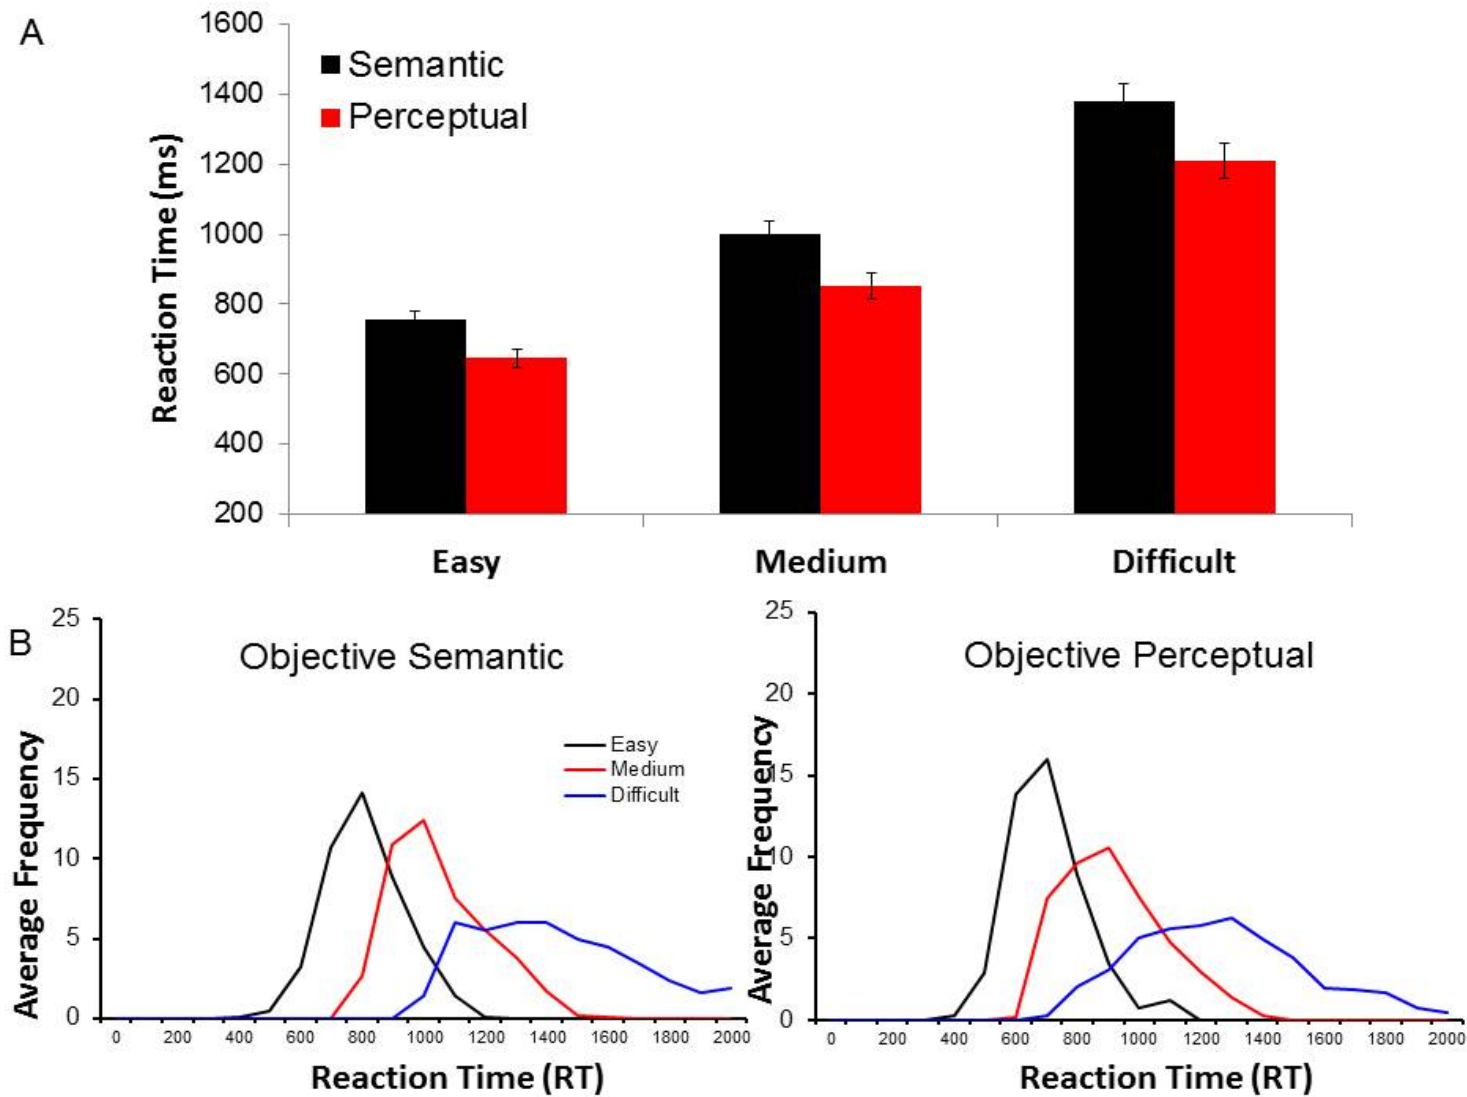 A
1600
1400
1200
1000
800
600
400
200
Reaction Time (ms)
Semantic
Perceptual
Easy Medium Difficult
B
25
20
15
10
5
0
Average Frequency
Objective Semantic
Easy
Medium
Difficult
0 200 400 600 800 1000 1200 1400 1600 1800 2000
Reaction Time (RT)
25
20
15
10
5
0
Average Frequency
Objective Perceptual
0 200 400 600 800 1000 1200 1400 1600 1800 2000
Reaction Time (RT)